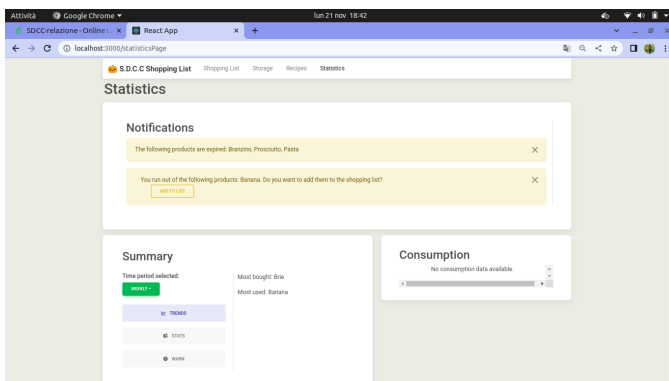 Attività Google Chrome lun 21 nov 18:42
SDCC-relazione - Online L React App
localhost:3000/statisticsPage
S.D.C.C Shopping List Shopping List Storage Recipes Statistics
Statistics
Notifications
The following products are expired: Branzino, Prosciutto, Pasta
You run out of the following products: Banana. Do you want to add them to the shopping list?
ADD TO LIST
Summary
Time period selected:
WEEKLY
TRENDS
STATS
WARN
Most bought: Brie
Most used: Banana
Consumption
No consumption data available.